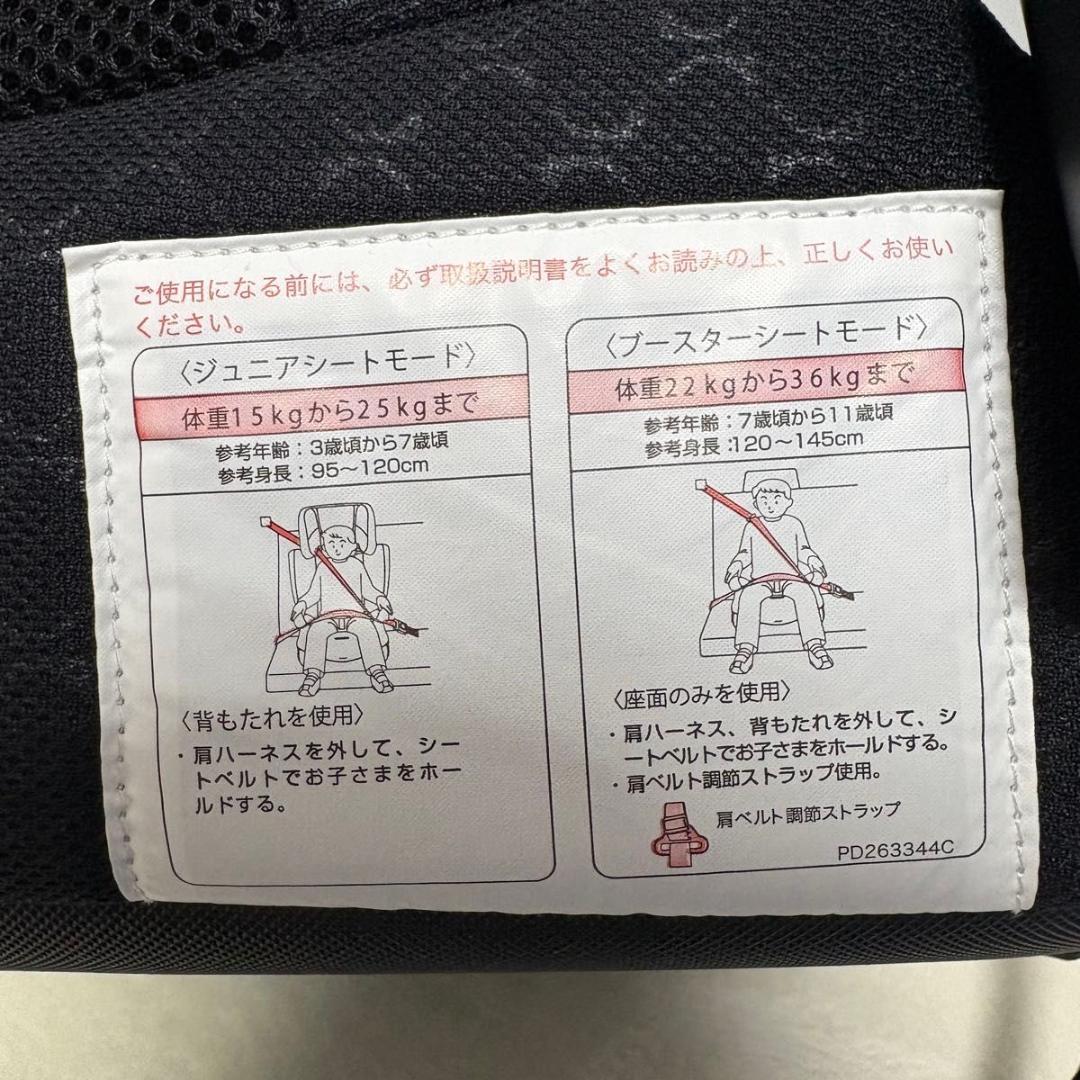 ご使用になる前には、必ず取扱説明書をよくお読みの上、正しくお使い
ください。
〈ジュニアシートモード〉
体重15kgから25kgまで
参考年齢：3歳頃から7歳頃
参考身長：95～120cm
〈背もたれを使用〉
・肩ハーネスを外して、シー
トベルトでお子さまをホー
ルドする。
〈ブースターシートモード〉
体重22kgから36kgまで
参考年齢：7歳頃から11歳頃
参考身長：120～145cm
〈座面のみを使用〉
・肩ハーネス、背もたれを外して、シ
ートベルトでお子さまをホールドする。
・肩ベルト調節ストラップ使用。
肩ベルト調節ストラップ
PD263344C